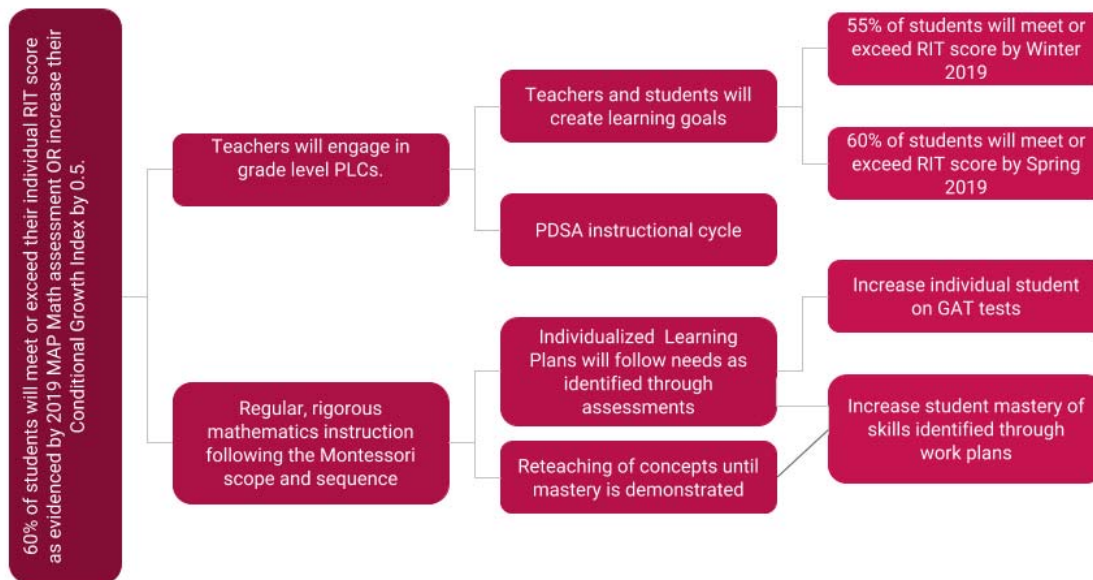 60% of students will meet or exceed their individual RIT score
as evidenced by 2019 MAP Math assessment OR increase their
Conditional Growth Index by 0.5.
Teachers will engage in
grade level PLCs.
Regular, rigorous
mathematics instruction
following the Montessori
scope and sequence
Teachers and students will
create learning goals
PDSA instructional cycle
Individualized Learning
Plans will follow needs as
identified through
assessments
Reteaching of concepts until
mastery is demonstrated
55% of students will meet or
exceed RIT score by Winter
2019
60% of students will meet or
exceed RIT score by Spring
2019
Increase individual student
on GAT tests
Increase student mastery of
skills identified through
work plans